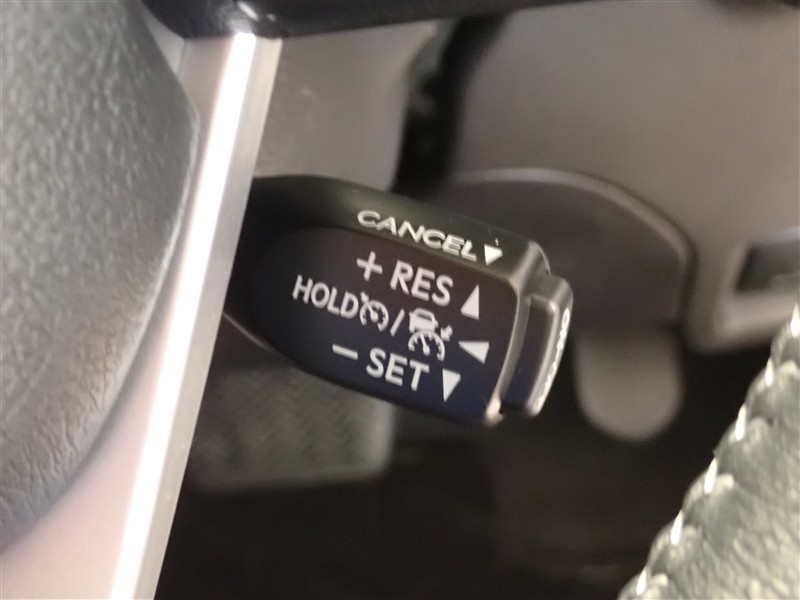 CANCEL▼
+ RES ▲
HOLD /
− SET ▼